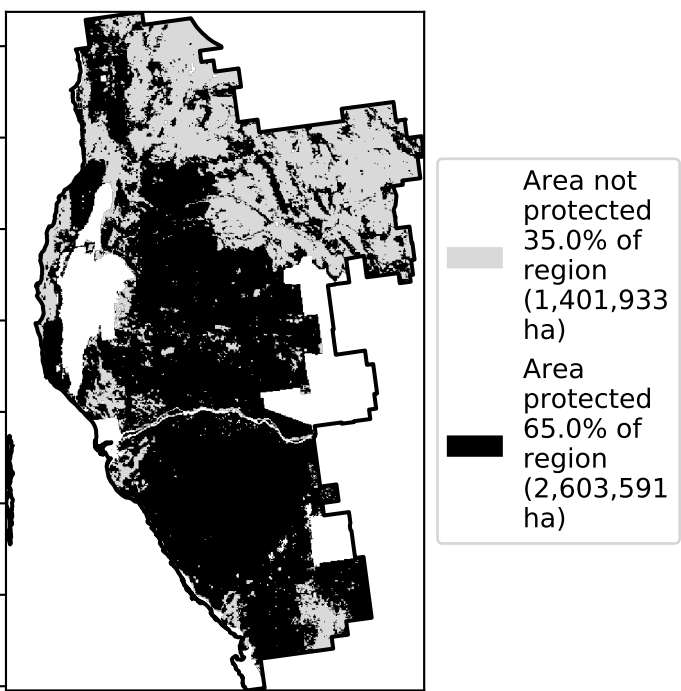 Area not
protected
35.0% of
region
(1,401,933
ha)
Area
protected
65.0% of
region
(2,603,591
ha)